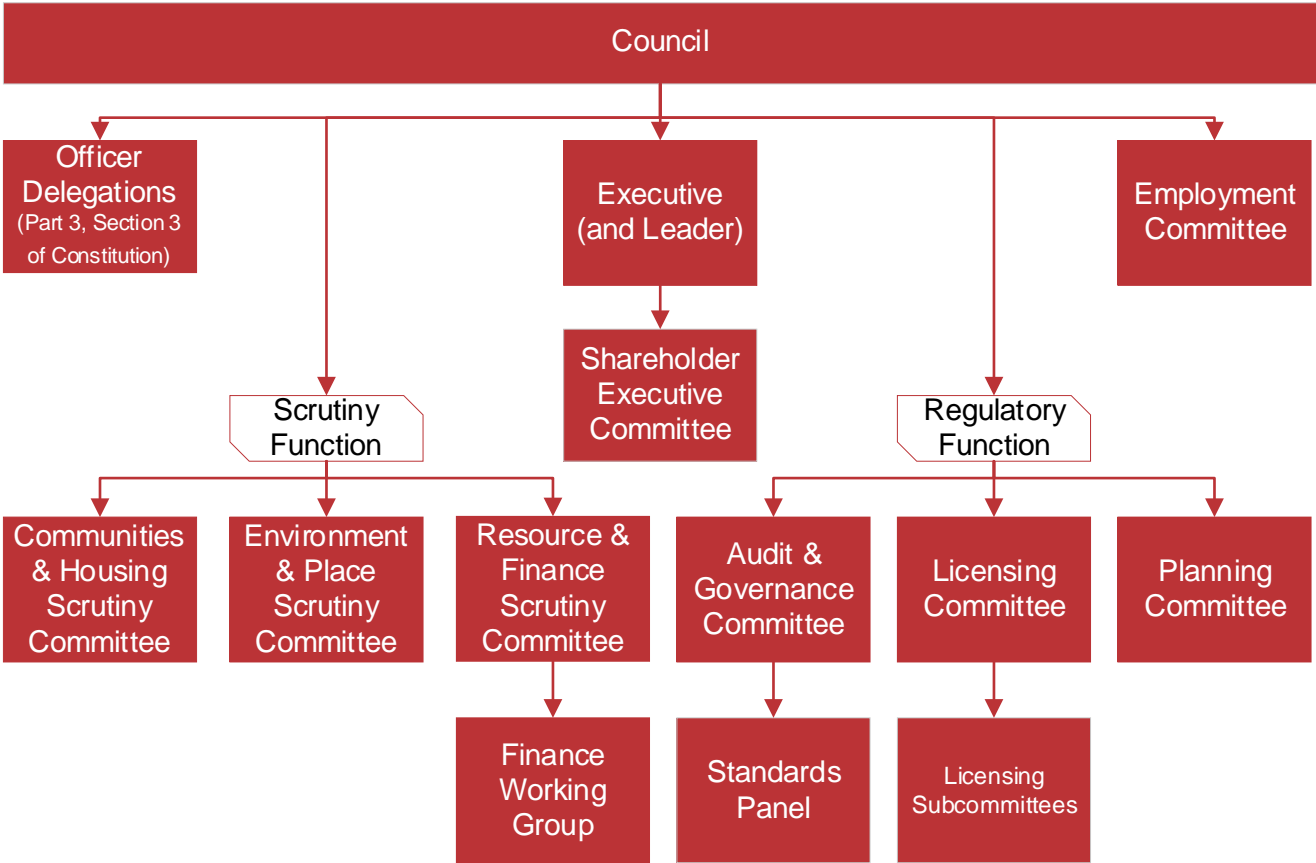 Council
Officer
Delegations
(Part 3, Section 3
of Constitution)
Executive
(and Leader)
Employment
Committee
Shareholder
Executive
Committee
Scrutiny
Function
Regulatory
Function
Communities
& Housing
Scrutiny
Committee
Environment
& Place
Scrutiny
Committee
Resource &
Finance
Scrutiny
Committee
Audit &
Governance
Committee
Licensing
Committee
Planning
Committee
Finance
Working
Group
Standards
Panel
Licensing
Subcommittees